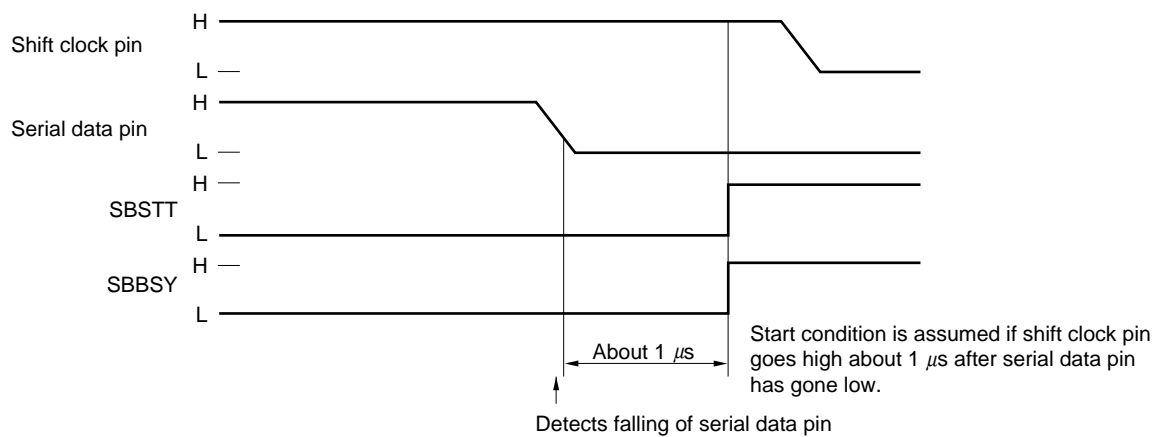 H
Shift clock pin
L
H
Serial data pin
L
H
SBSTT
L
H
SBBSY
L
About 1 µs
Start condition is assumed if shift clock pin
goes high about 1 µs after serial data pin
has gone low.
Detects falling of serial data pin